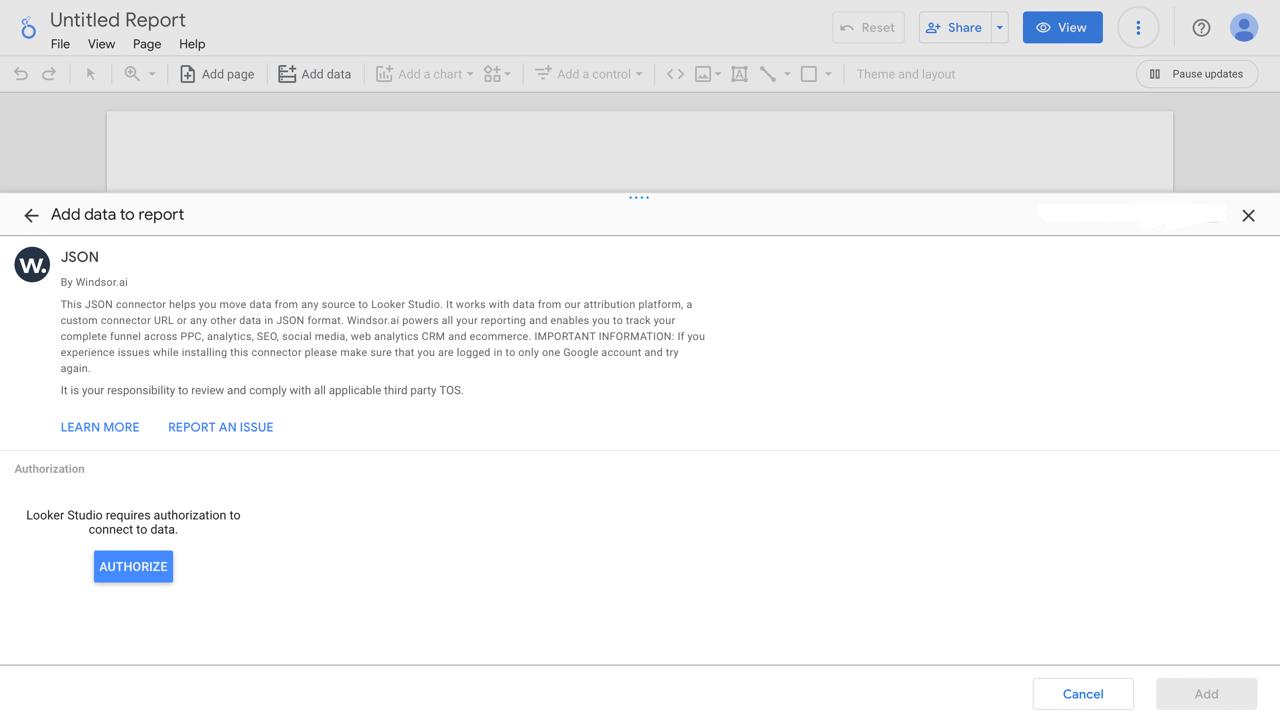 Untitled Report
File View Page Help
Reset
Share
View
Add page
Add data
Add a chart
Add a control
Theme and layout
Pause updates
Add data to report
W.
JSON
By Windsor.ai
This JSON connector helps you move data from any source to Looker Studio. It works with data from our attribution platform, a
custom connector URL or any other data in JSON format. Windsor.ai powers all your reporting and enables you to track your
complete funnel across PPC, analytics, SEO, social media, web analytics CRM and ecommerce. IMPORTANT INFORMATION: If you
experience issues while installing this connector please make sure that you are logged in to only one Google account and try
again.
It is your responsibility to review and comply with all applicable third party TOS.
LEARN MORE REPORT AN ISSUE
Authorization
Looker Studio requires authorization to
connect to data.
AUTHORIZE
Cancel
Add